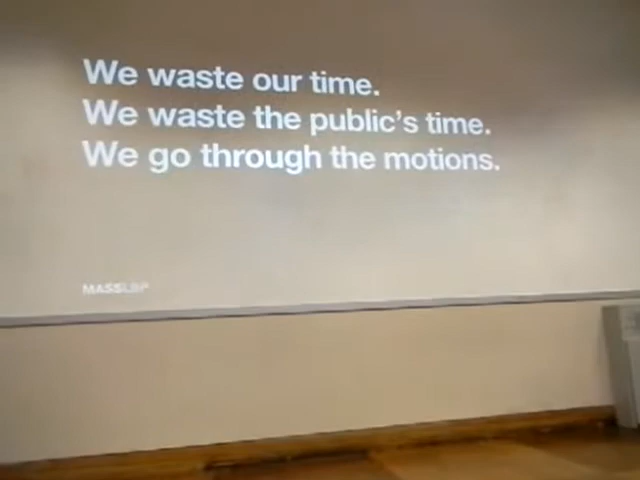 We waste our time.
We waste the public's time.
We go through the motions.
MASSLBP